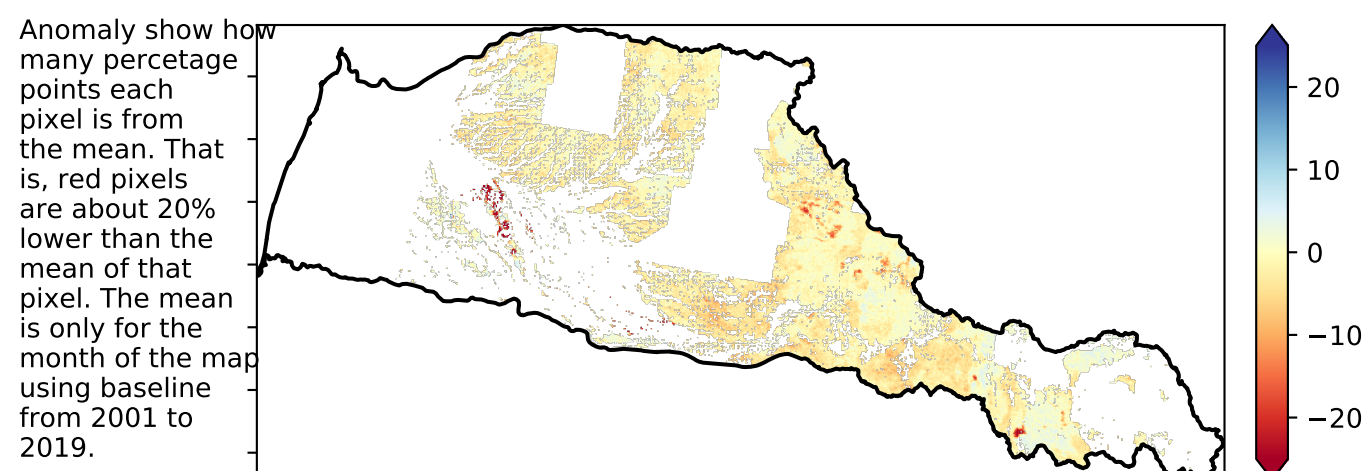 Anomaly show how
many percetage
points each
pixel is from
the mean. That
is, red pixels
are about 20%
lower than the
mean of that
pixel. The mean
is only for the
month of the map
using baseline
from 2001 to
2019.
20
10
0
−10
−20